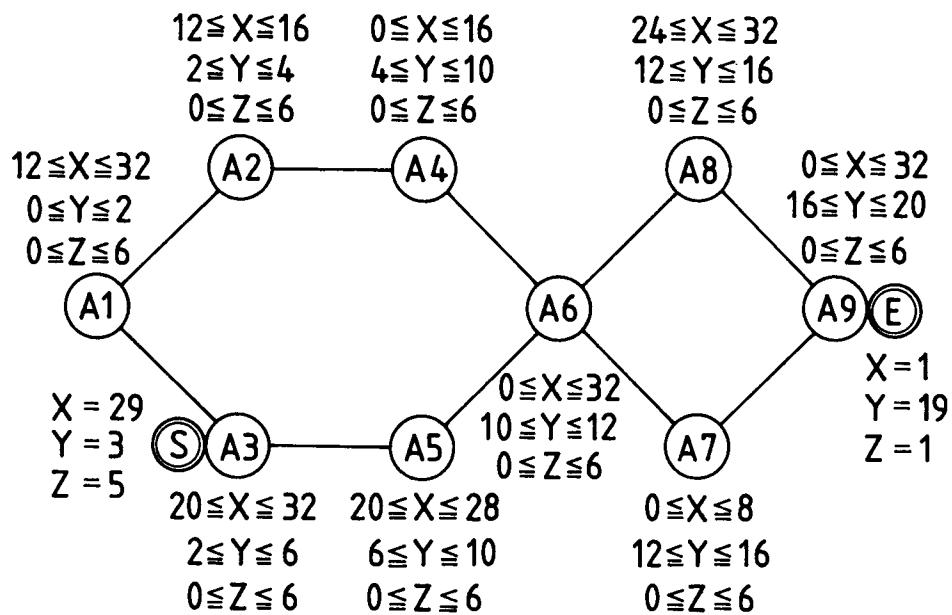 12≦X≦16
2≦Y≦4
0≦Z≦6
0≦X≦16
4≦Y≦10
0≦Z≦6
24≦X≦32
12≦Y≦16
0≦Z≦6
12≦X≦32
0≦Y≦2
0≦Z≦6
A2
A4
A8
0≦X≦32
16≦Y≦20
0≦Z≦6
A1
A6
A9
E
X=29
Y=3
Z=5
S
A3
A5
0≦X≦32
10≦Y≦12
0≦Z≦6
A7
X=1
Y=19
Z=1
20≦X≦32
2≦Y≦6
0≦Z≦6
20≦X≦28
6≦Y≦10
0≦Z≦6
0≦X≦8
12≦Y≦16
0≦Z≦6